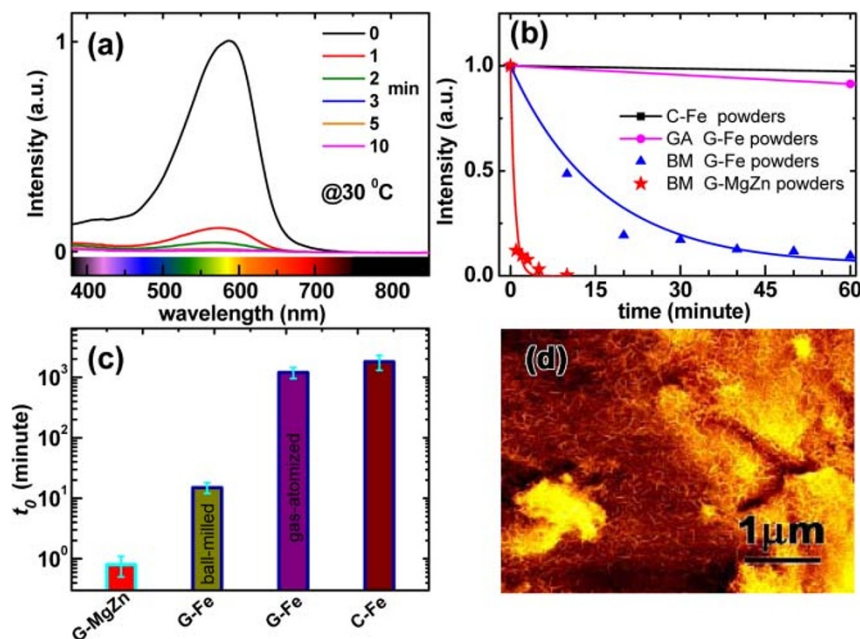 (a)
1
0
Intensity (a.u.)
0
1
2
3
5
10
min
@30 ⁰C
400 500 600 700 800
wavelength (nm)
(b)
1.0
0.5
0.0
Intensity (a.u.)
C-Fe powders
GA G-Fe powders
BM G-Fe powders
BM G-MgZn powders
0 15 30 45 60
time (minute)
(c)
10³
10²
10¹
10⁰
t₀ (minute)
ball-milled
gas-atomized
G-MgZn G-Fe G-Fe C-Fe
(d)
1μm